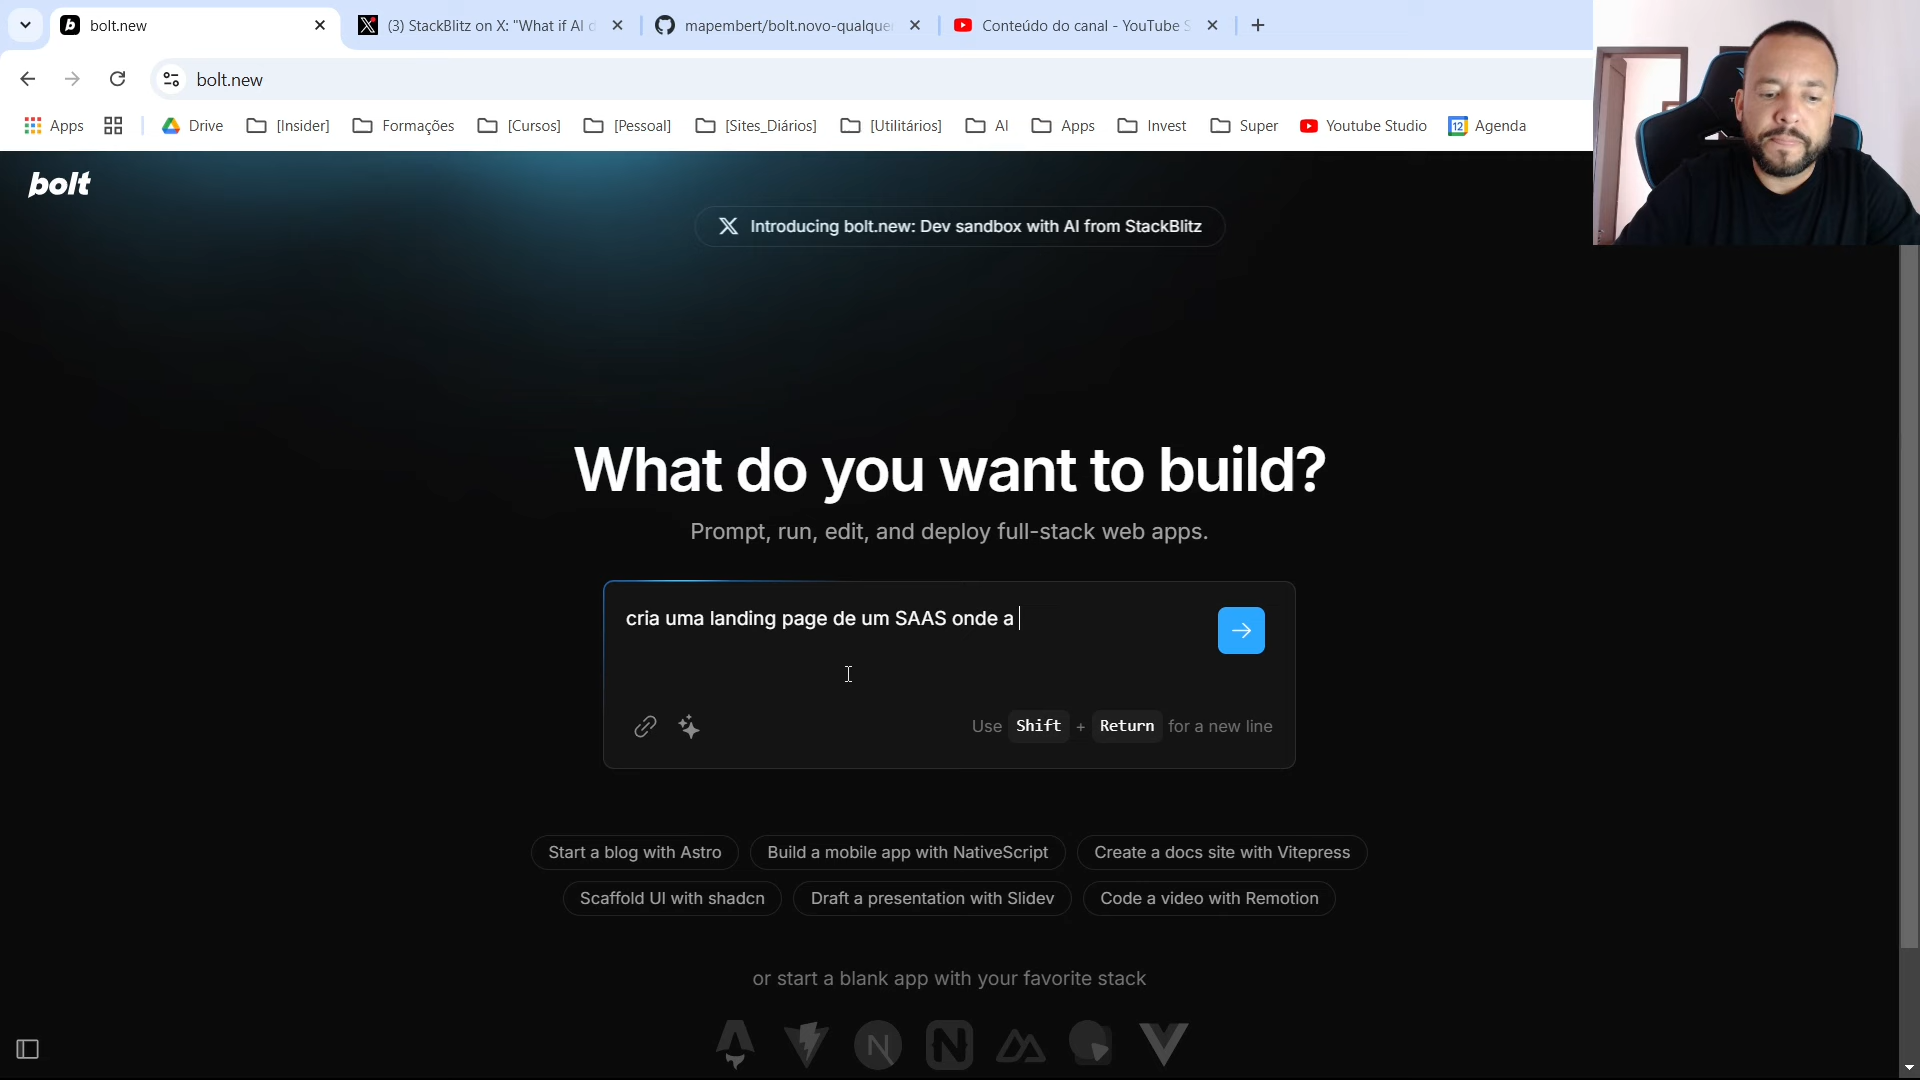 bolt.new
(3) StackBlitz on X: "What if AI d
mapembert/bolt.novo-qualque
Conteúdo do canal - YouTube S
bolt.new
Apps
Drive
[Insider]
Formações
[Cursos]
[Pessoal]
[Sites_Diários]
[Utilitários]
AI
Apps
Invest
Super
Youtube Studio
12
Agenda
bolt
Introducing bolt.new: Dev sandbox with AI from StackBlitz
What do you want to build?
Prompt, run, edit, and deploy full-stack web apps.
cria uma landing page de um SAAS onde a
Use Shift + Return for a new line
Start a blog with Astro
Build a mobile app with NativeScript
Create a docs site with Vitepress
Scaffold UI with shadcn
Draft a presentation with Slidev
Code a video with Remotion
or start a blank app with your favorite stack